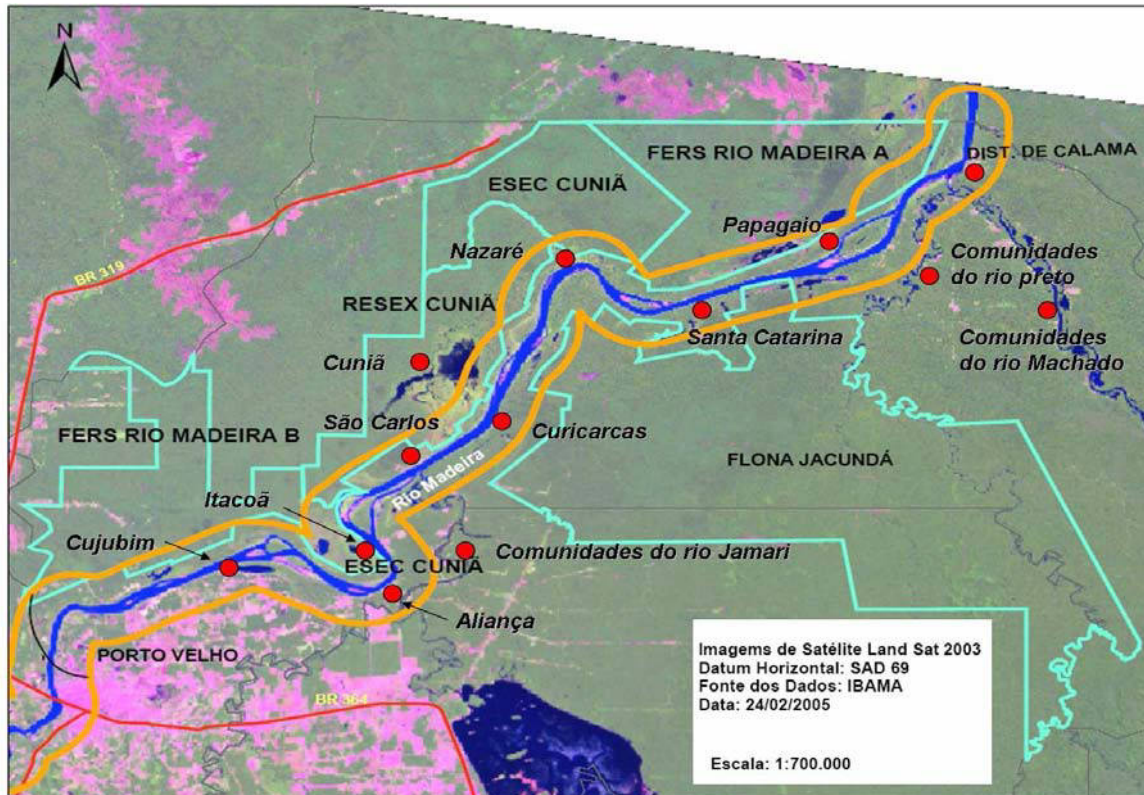 N
FERS RIO MADEIRA A
DIST. DE CALAMA
ESEC CUNIÃ
Papagaio
Nazaré
Comunidades
do rio preto
BR 319
RESEX CUNIÃ
Santa Catarina
Comunidades
do rio Machado
Cuniã
São Carlos
Curicarcas
FERS RIO MADEIRA B
FLONA JACUNDÁ
Rio Madeira
Itacoã
Cujubim
Comunidades do rio Jamari
ESEC CUNIÁ
Aliança
PORTO VELHO
BR 364
Imagems de Satélite Land Sat 2003
Datum Horizontal: SAD 69
Fonte dos Dados: IBAMA
Data: 24/02/2005
Escala: 1:700.000